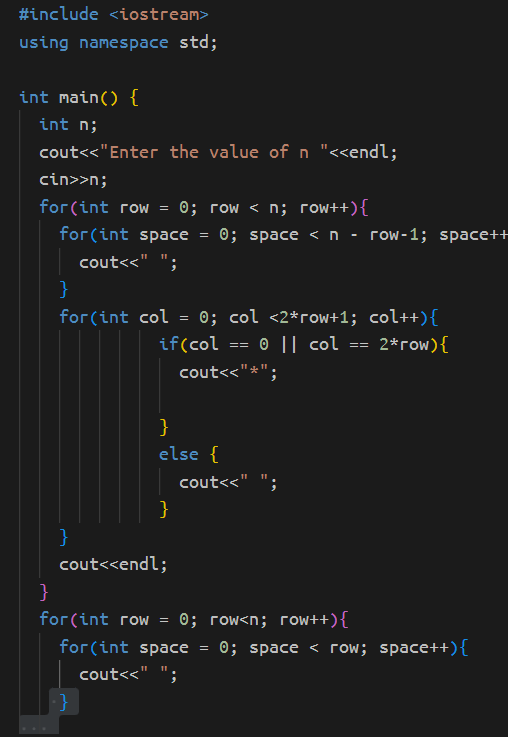 #include <iostream>
using namespace std;
int main() {
int n;
cout<<"Enter the value of n "<<endl;
cin>>n;
for(int row = 0; row < n; row++){
for(int space = 0; space < n - row-1; space++
cout<<" ";
}
for(int col = 0; col <2*row+1; col++){
if(col == 0 || col == 2*row){
cout<<"*";
}
else {
cout<<" ";
}
}
cout<<endl;
}
for(int row = 0; row<n; row++){
for(int space = 0; space < row; space++){
cout<<" ";
}
...